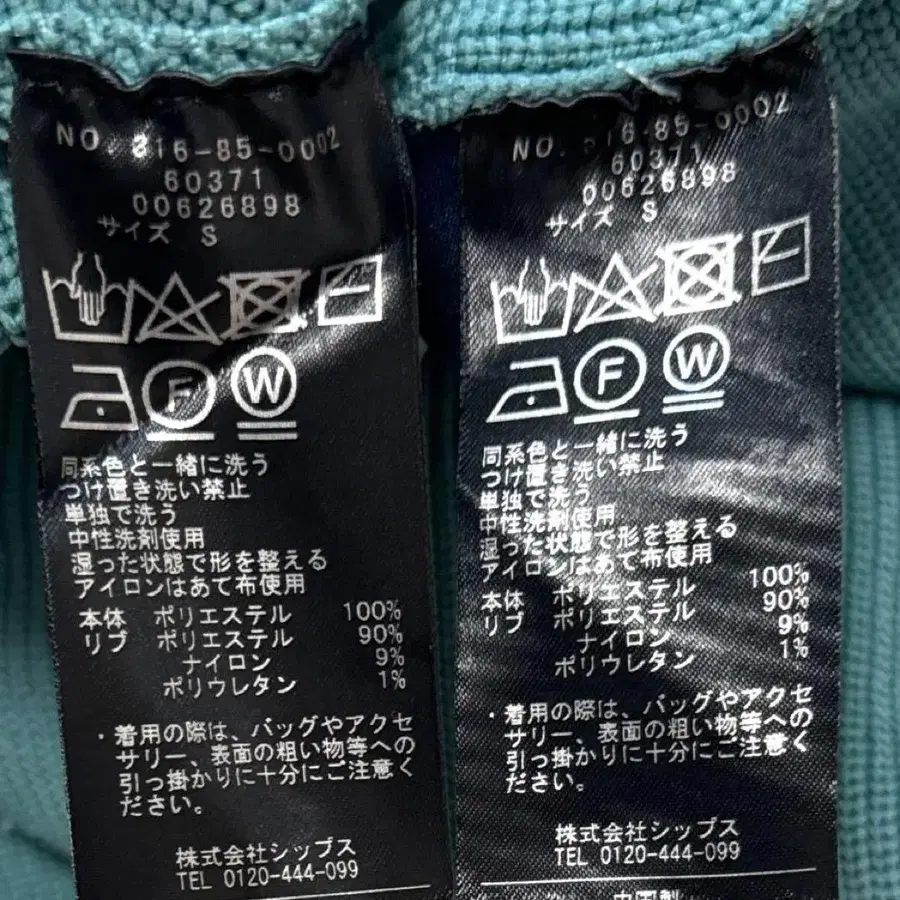 NO. 316-85-0002
60371
00626898
サイズ S
F
W
同系色と一緒に洗う
つけ置き洗い禁止
単独で洗う
中性洗剤使用
湿った状態で形を整える
アイロンはあて布使用
本体 ポリエステル 100%
リブ ポリエステル 90%
ナイロン 9%
ポリウレタン 1%
・着用の際は、バッグやアクセ
サリー、表面の粗い物等への
引っ掛かりに十分にご注意く
ださい。
株式会社シップス
TEL 0120-444-099
NO. 316-85-0002
60371
00626898
サイズ S
F
W
同系色と一緒に洗う
つけ置き洗い禁止
単独で洗う
中性洗剤使用
湿った状態で形を整える
アイロンはあて布使用
本体 ポリエステル 100%
リブ ポリエステル 90%
ナイロン 9%
ポリウレタン 1%
・着用の際は、バッグやアクセ
サリー、表面の粗い物等への
引っ掛かりに十分にご注意く
ださい。
株式会社シップス
TEL 0120-444-099
中国製